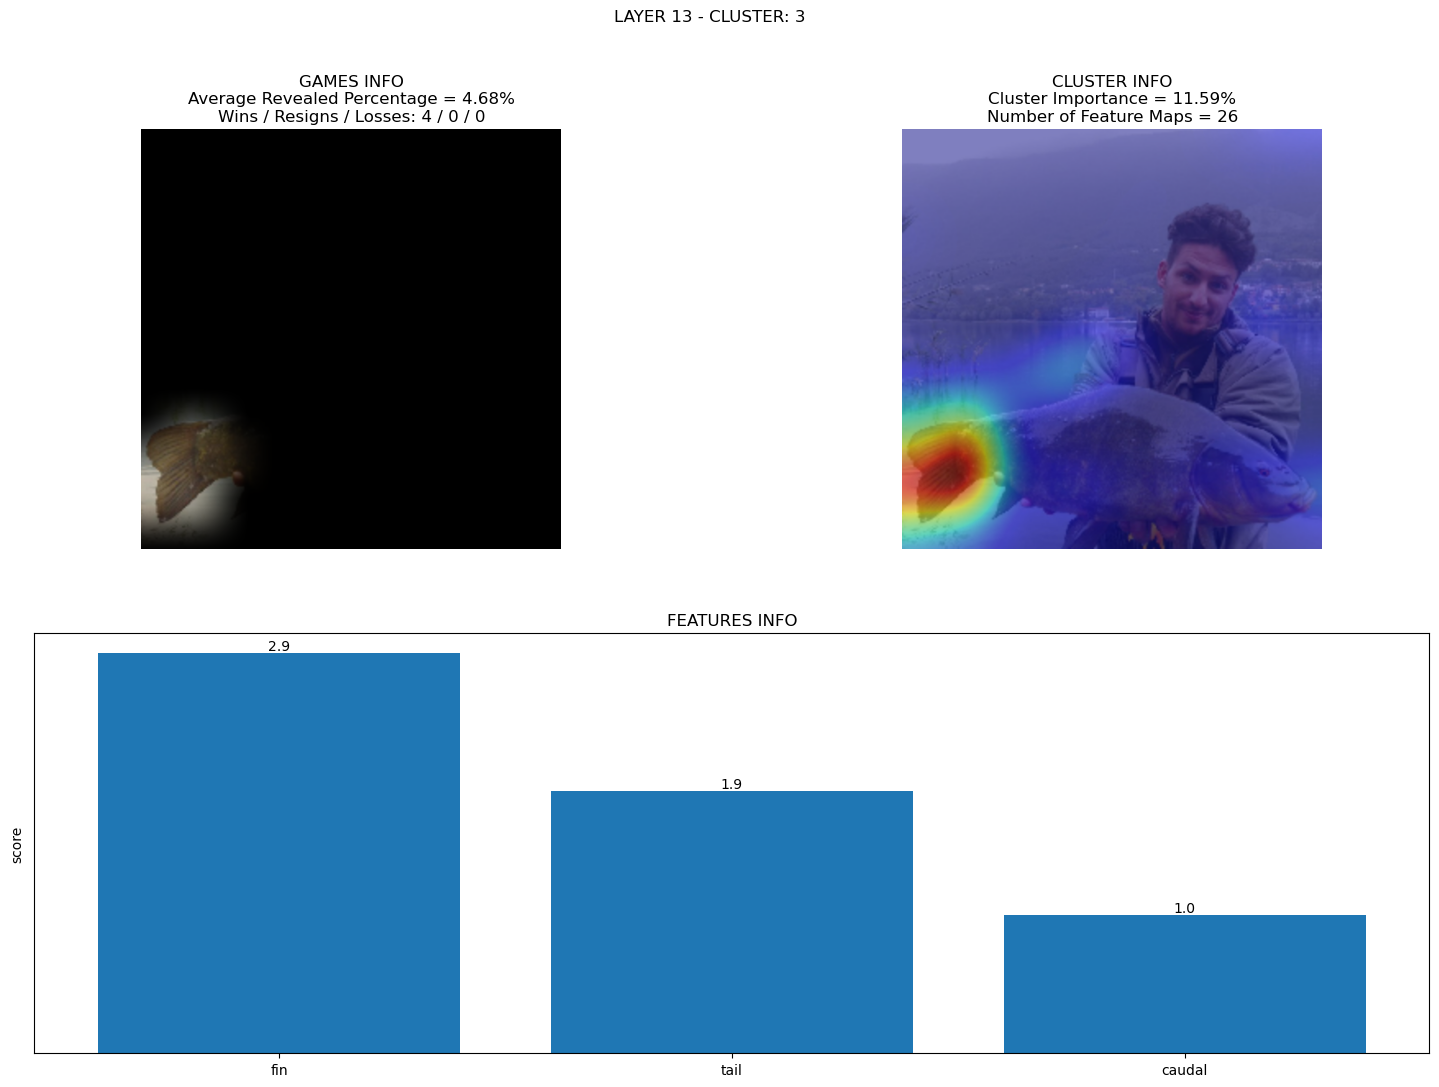 LAYER 13 - CLUSTER: 3
GAMES INFO
Average Revealed Percentage = 4.68%
Wins / Resigns / Losses: 4 / 0 / 0
CLUSTER INFO
Cluster Importance = 11.59%
Number of Feature Maps = 26
FEATURES INFO
score
2.9
1.9
1.0
fin
tail
caudal